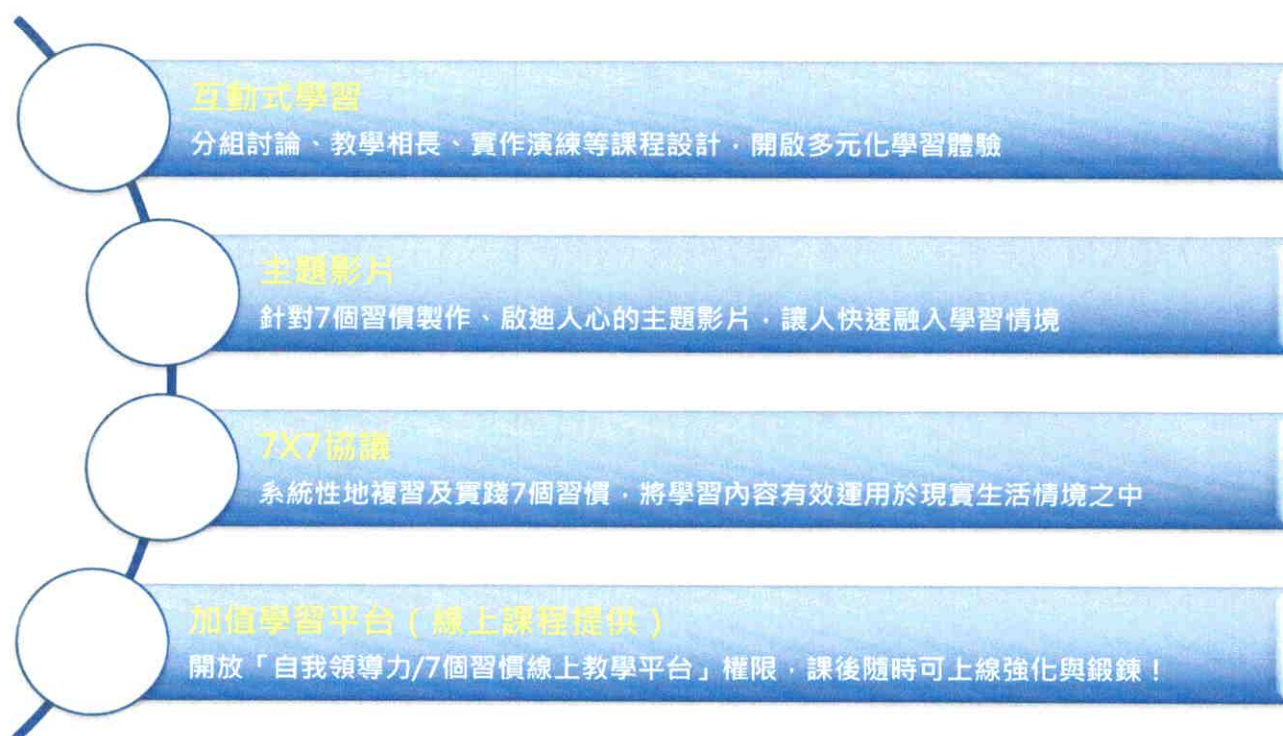 互動式學習
分組討論、教學相長、實作演練等課程設計，開啟多元化學習體驗
主題影片
針對7個習慣製作、啟迪人心的主題影片，讓人快速融入學習情境
7X7協議
系統性地複習及實踐7個習慣，將學習內容有效運用於現實生活情境之中
加值學習平台（線上課程提供）
開放「自我領導力/7個習慣線上教學平台」權限，課後隨時可上線強化與鍛鍊！